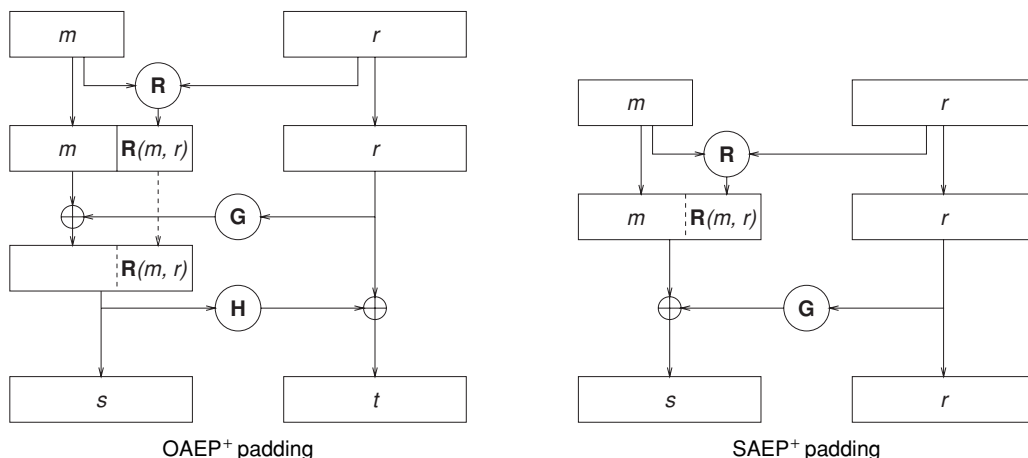 m r
R
m R(m, r) r
G
R(m, r)
H
s t
OAEP+ padding
m r
R
m R(m, r) r
G
s r
SAEP+ padding